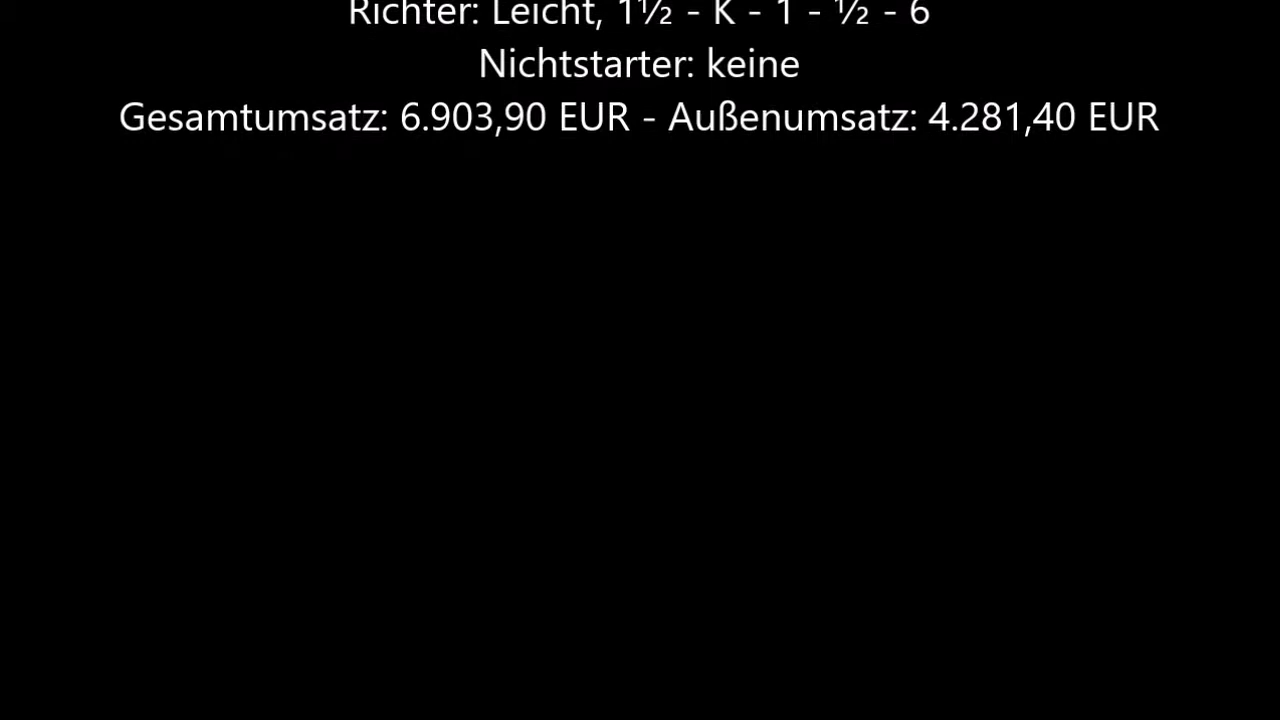 Richter: Leicht, 1½ - K - 1 - ½ - 6
Nichtstarter: keine
Gesamtumsatz: 6.903,90 EUR - Außenumsatz: 4.281,40 EUR